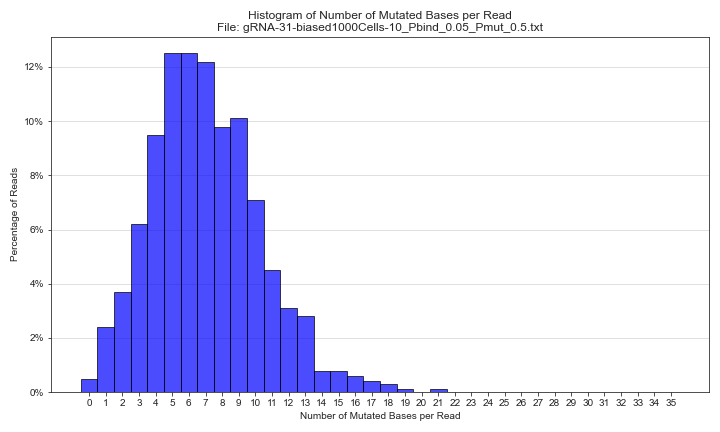 Histogram of Number of Mutated Bases per Read
File: gRNA-31-biased1000Cells-10_Pbind_0.05_Pmut_0.5.txt
12%
10%
8%
6%
4%
2%
0%
Percentage of Reads
0 1 2 3 4 5 6 7 8 9 10 11 12 13 14 15 16 17 18 19 20 21 22 23 24 25 26 27 28 29 30 31 32 33 34 35
Number of Mutated Bases per Read